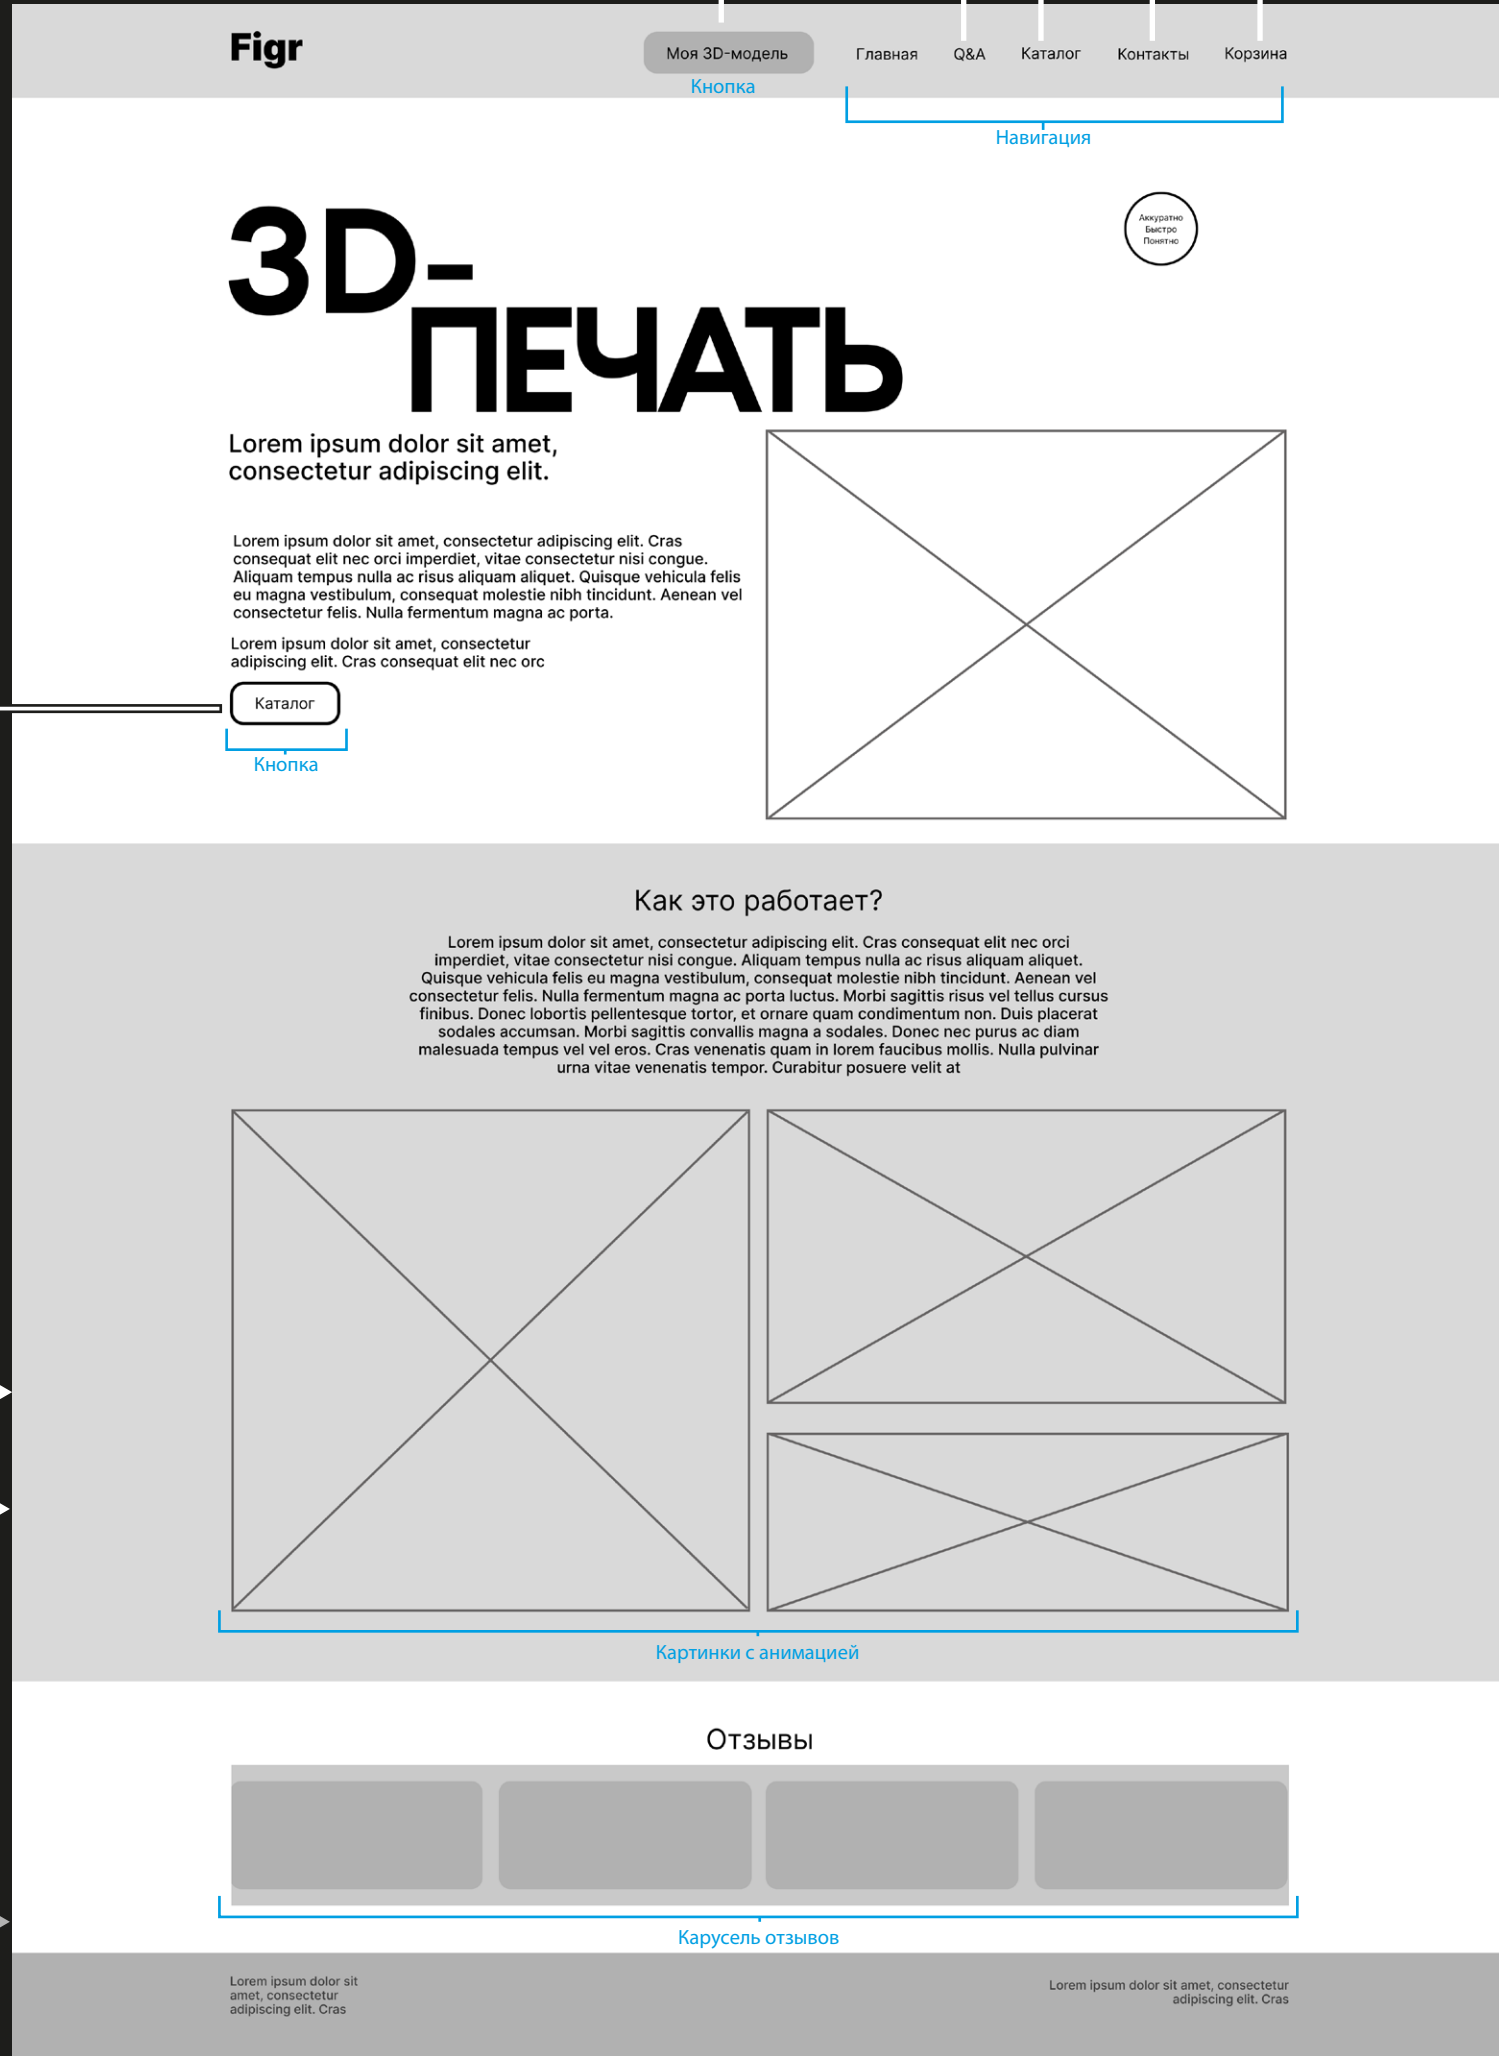 Figr
Моя 3D-модель
Главная
Q&A
Каталог
Контакты
Корзина
Кнопка
Навигация
3D-
ПЕЧАТЬ
Аккуратно
Быстро
Понятно
Lorem ipsum dolor sit amet,
consectetur adipiscing elit.
Lorem ipsum dolor sit amet, consectetur adipiscing elit. Cras
consequat elit nec orci imperdiet, vitae consectetur nisi congue.
Aliquam tempus nulla ac risus aliquam aliquet. Quisque vehicula felis
eu magna vestibulum, consequat molestie nibh tincidunt. Aenean vel
consectetur felis. Nulla fermentum magna ac porta.
Lorem ipsum dolor sit amet, consectetur
adipiscing elit. Cras consequat elit nec orc
Каталог
Кнопка
Как это работает?
Lorem ipsum dolor sit amet, consectetur adipiscing elit. Cras consequat elit nec orci
imperdiet, vitae consectetur nisi congue. Aliquam tempus nulla ac risus aliquam aliquet.
Quisque vehicula felis eu magna vestibulum, consequat molestie nibh tincidunt. Aenean vel
consectetur felis. Nulla fermentum magna ac porta luctus. Morbi sagittis risus vel tellus cursus
finibus. Donec lobortis pellentesque tortor, et ornare quam condimentum non. Duis placerat
sodales accumsan. Morbi sagittis convallis magna a sodales. Donec nec purus ac diam
malesuada tempus vel vel eros. Cras venenatis quam in lorem faucibus mollis. Nulla pulvinar
urna vitae venenatis tempor. Curabitur posuere velit at
Картинки с анимацией
Отзывы
Карусель отзывов
Lorem ipsum dolor sit
amet, consectetur
adipiscing elit. Cras
Lorem ipsum dolor sit amet, consectetur
adipiscing elit. Cras